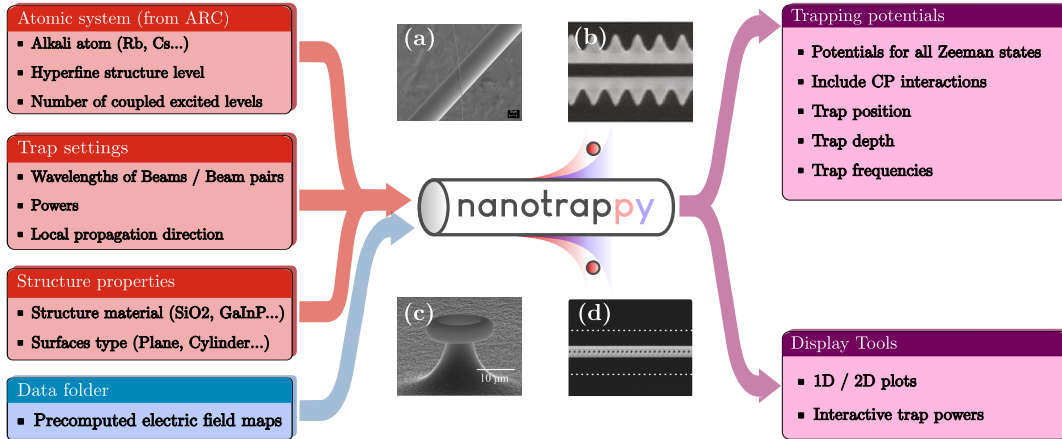 Atomic system (from ARC)
▪ Alkali atom (Rb, Cs...)
▪ Hyperfine structure level
▪ Number of coupled excited levels
Trap settings
▪ Wavelengths of Beams / Beam pairs
▪ Powers
▪ Local propagation direction
Structure properties
▪ Structure material (SiO2, GaInP...)
▪ Surfaces type (Plane, Cylinder...)
Data folder
▪ Precomputed electric field maps
(a)
(b)
nanotrappy
(c)
10 μm
(d)
Trapping potentials
▪ Potentials for all Zeeman states
▪ Include CP interactions
▪ Trap position
▪ Trap depth
▪ Trap frequencies
Display Tools
▪ 1D / 2D plots
▪ Interactive trap powers